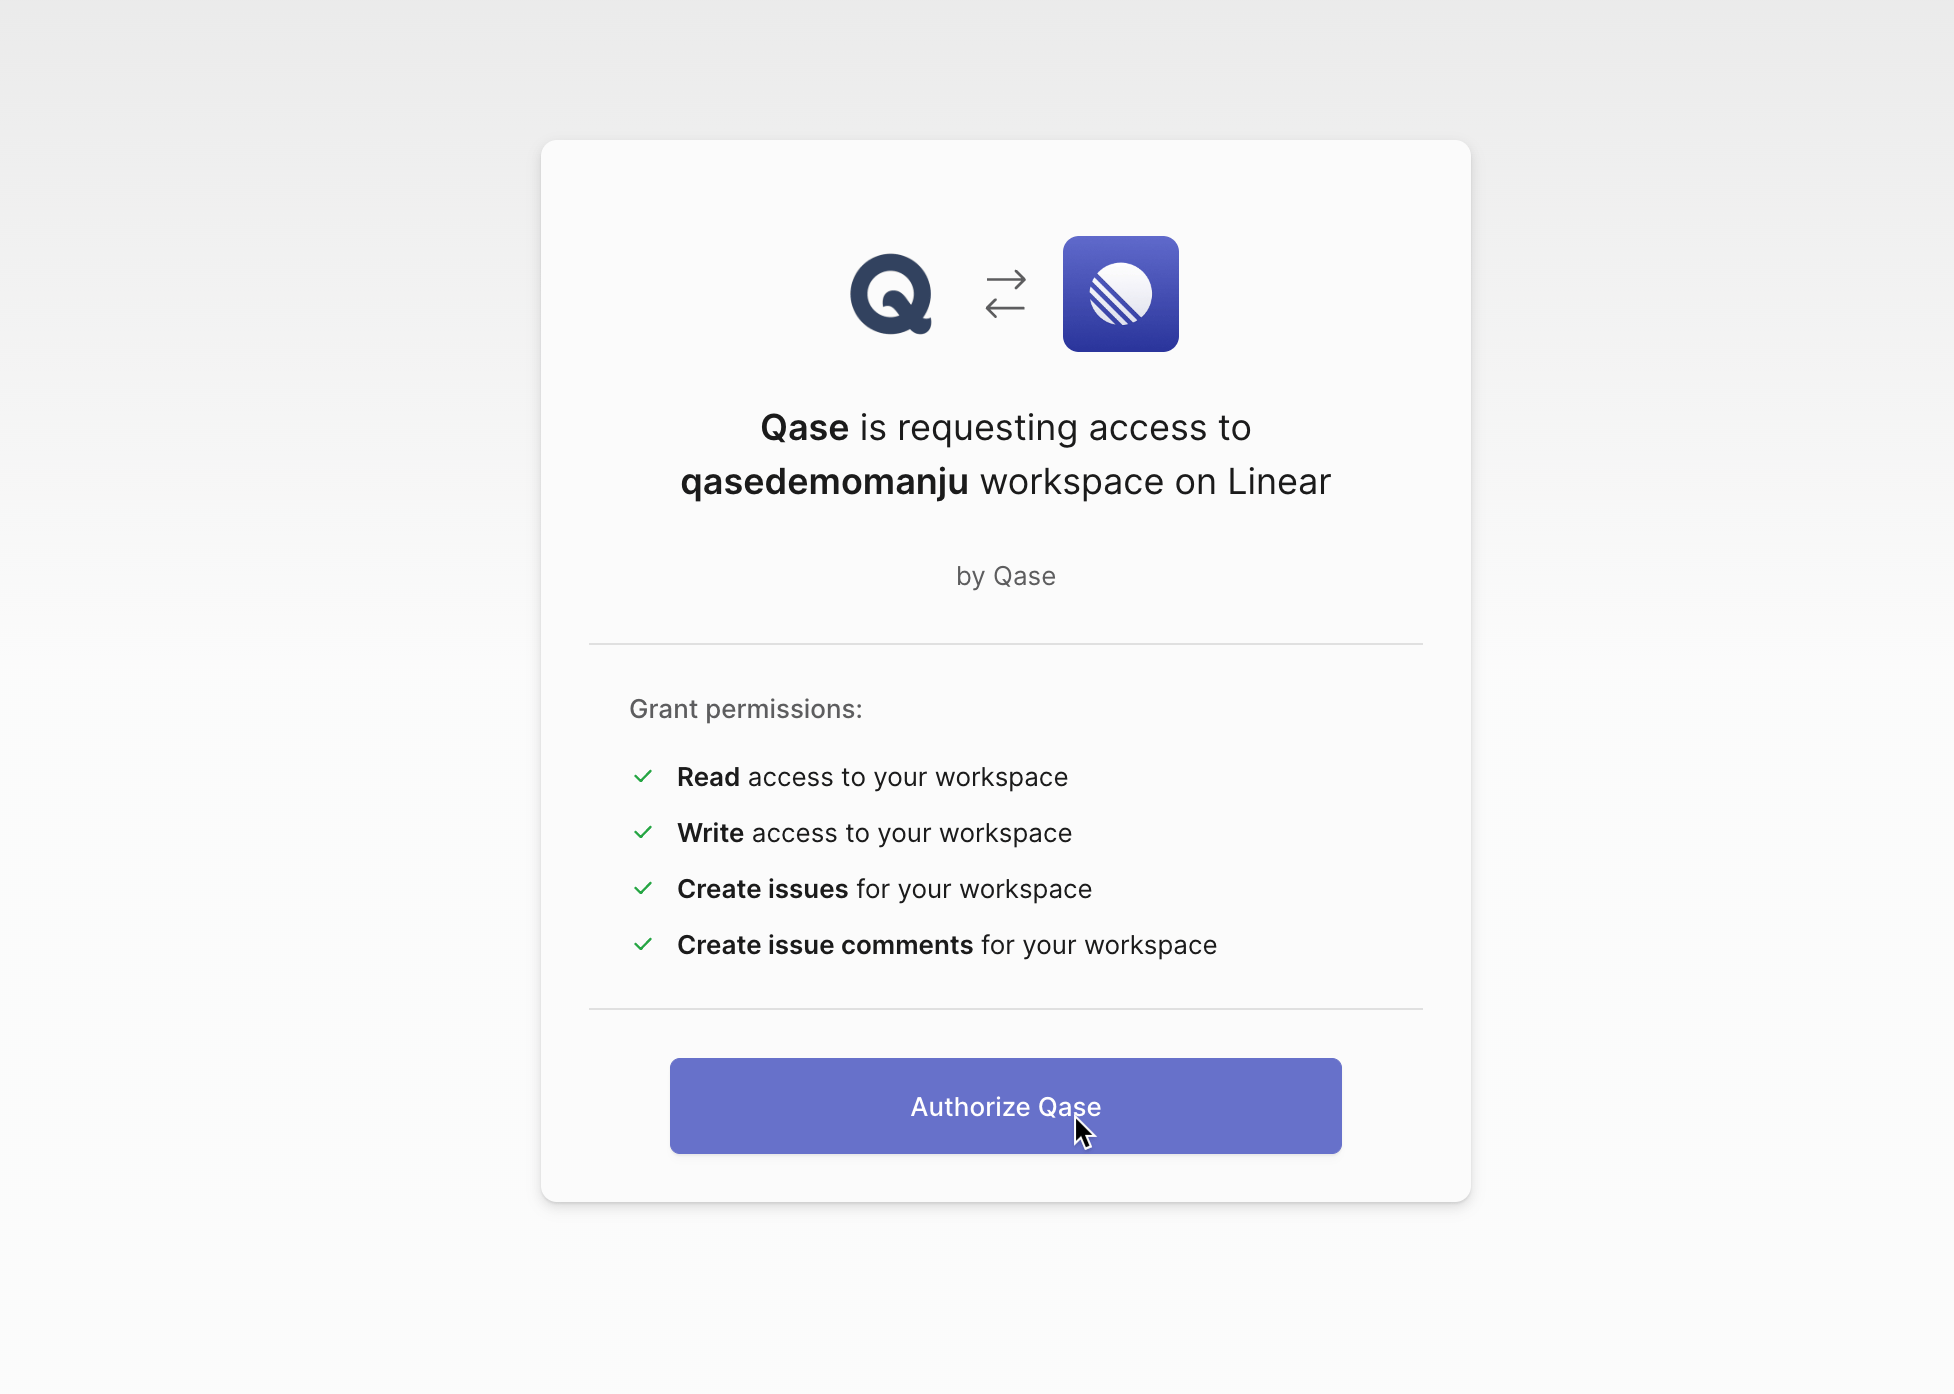 Qase is requesting access to
qasedemomanju workspace on Linear
by Qase
Grant permissions:
Read access to your workspace
Write access to your workspace
Create issues for your workspace
Create issue comments for your workspace
Authorize Qase